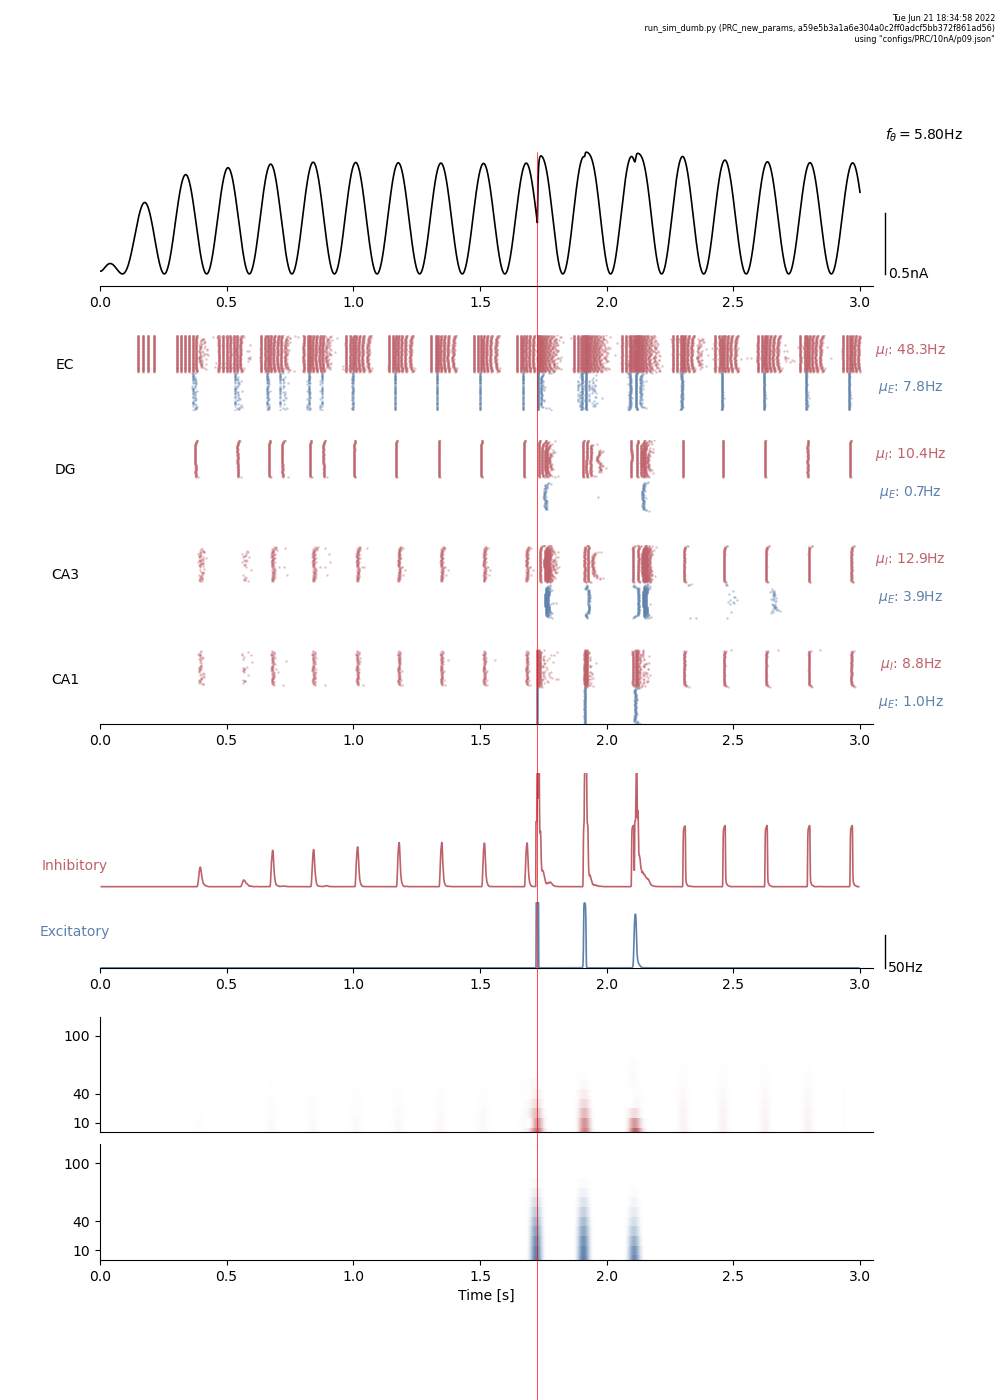 Tue Jun 21 18:34:58 2022
run_sim_dumb.py (PRC_new_params, a59e5b3a1a6e304a0c2ff0adcf5bb372f861ad56)
using "configs/PRC/10nA/p09.json"
fθ = 5.80Hz
0.5nA
0.0 0.5 1.0 1.5 2.0 2.5 3.0
EC
μI: 48.3Hz
μE: 7.8Hz
DG
μI: 10.4Hz
μE: 0.7Hz
CA3
μI: 12.9Hz
μE: 3.9Hz
CA1
μI: 8.8Hz
μE: 1.0Hz
0.0 0.5 1.0 1.5 2.0 2.5 3.0
Inhibitory
Excitatory
50Hz
0.0 0.5 1.0 1.5 2.0 2.5 3.0
100
40
10
100
40
10
0.0 0.5 1.0 1.5 2.0 2.5 3.0
Time [s]